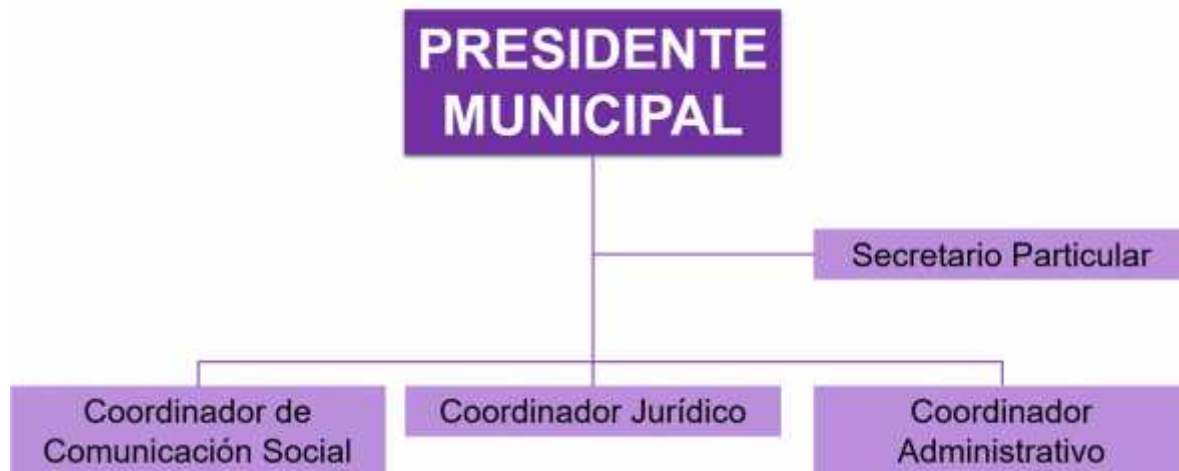 PRESIDENTE
MUNICIPAL
Secretario Particular
Coordinador de
Comunicación Social
Coordinador Jurídico
Coordinador
Administrativo